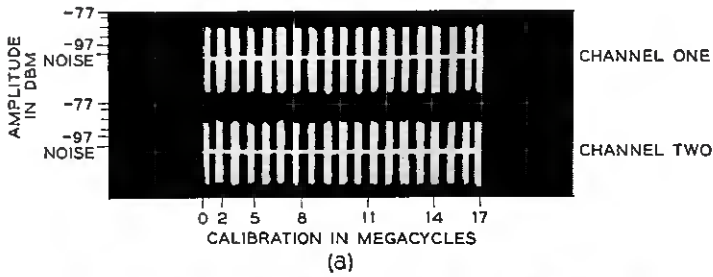 AMPLITUDE
IN DBM
-77
-97
NOISE
CHANNEL ONE
-77
-97
NOISE
CHANNEL TWO
0 2 5 8 11 14 17
CALIBRATION IN MEGACYCLES
(a)